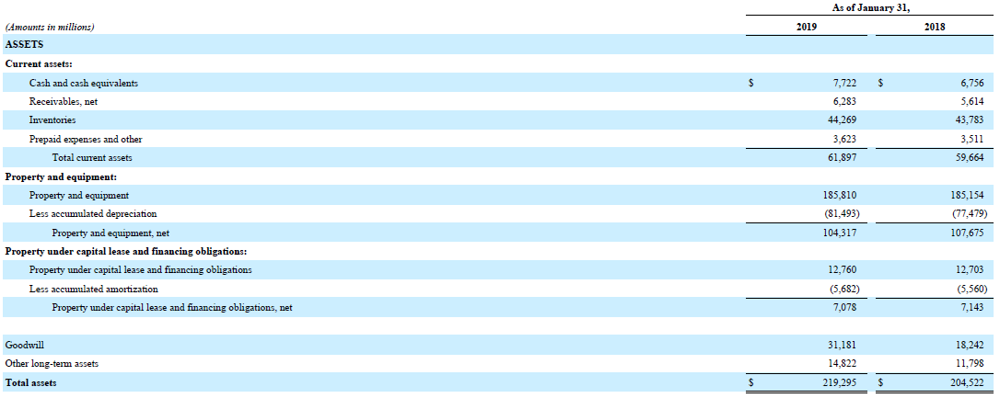 As of January 31,
(Amounts in millions) 2019 2018
ASSETS
Current assets:
Cash and cash equivalents $ 7,722 $ 6,756
Receivables, net 6,283 5,614
Inventories 44,269 43,783
Prepaid expenses and other 3,623 3,511
Total current assets 61,897 59,664
Property and equipment:
Property and equipment 185,810 185,154
Less accumulated depreciation (81,493) (77,479)
Property and equipment, net 104,317 107,675
Property under capital lease and financing obligations:
Property under capital lease and financing obligations 12,760 12,703
Less accumulated amortization (5,682) (5,560)
Property under capital lease and financing obligations, net 7,078 7,143
Goodwill 31,181 18,242
Other long-term assets 14,822 11,798
Total assets $ 219,295 $ 204,522